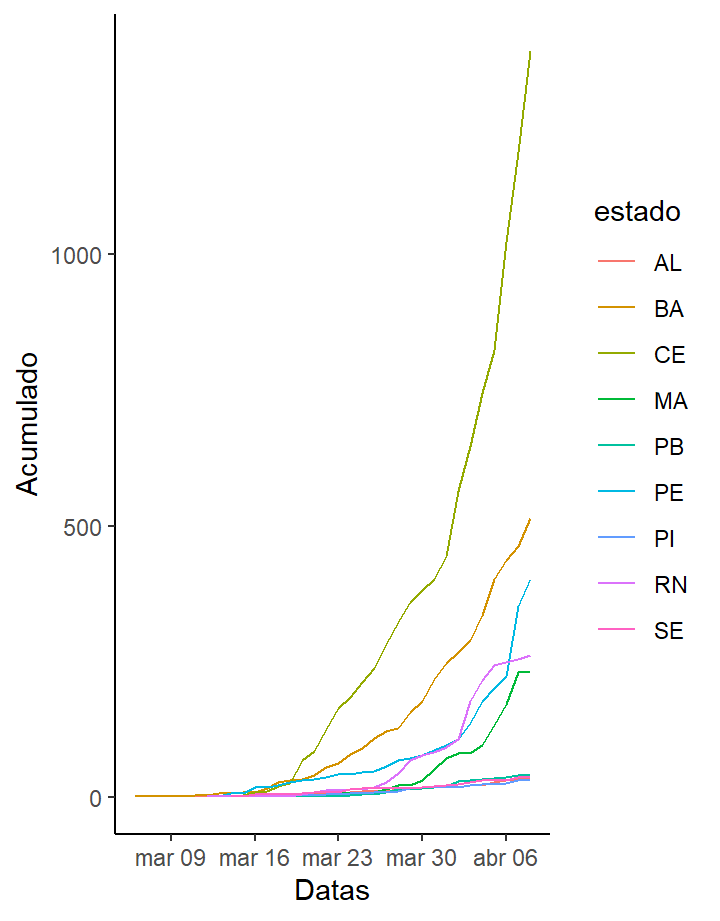 Acumulado
1000
500
0
mar 09 mar 16 mar 23 mar 30 abr 06
Datas
estado
AL
BA
CE
MA
PB
PE
PI
RN
SE